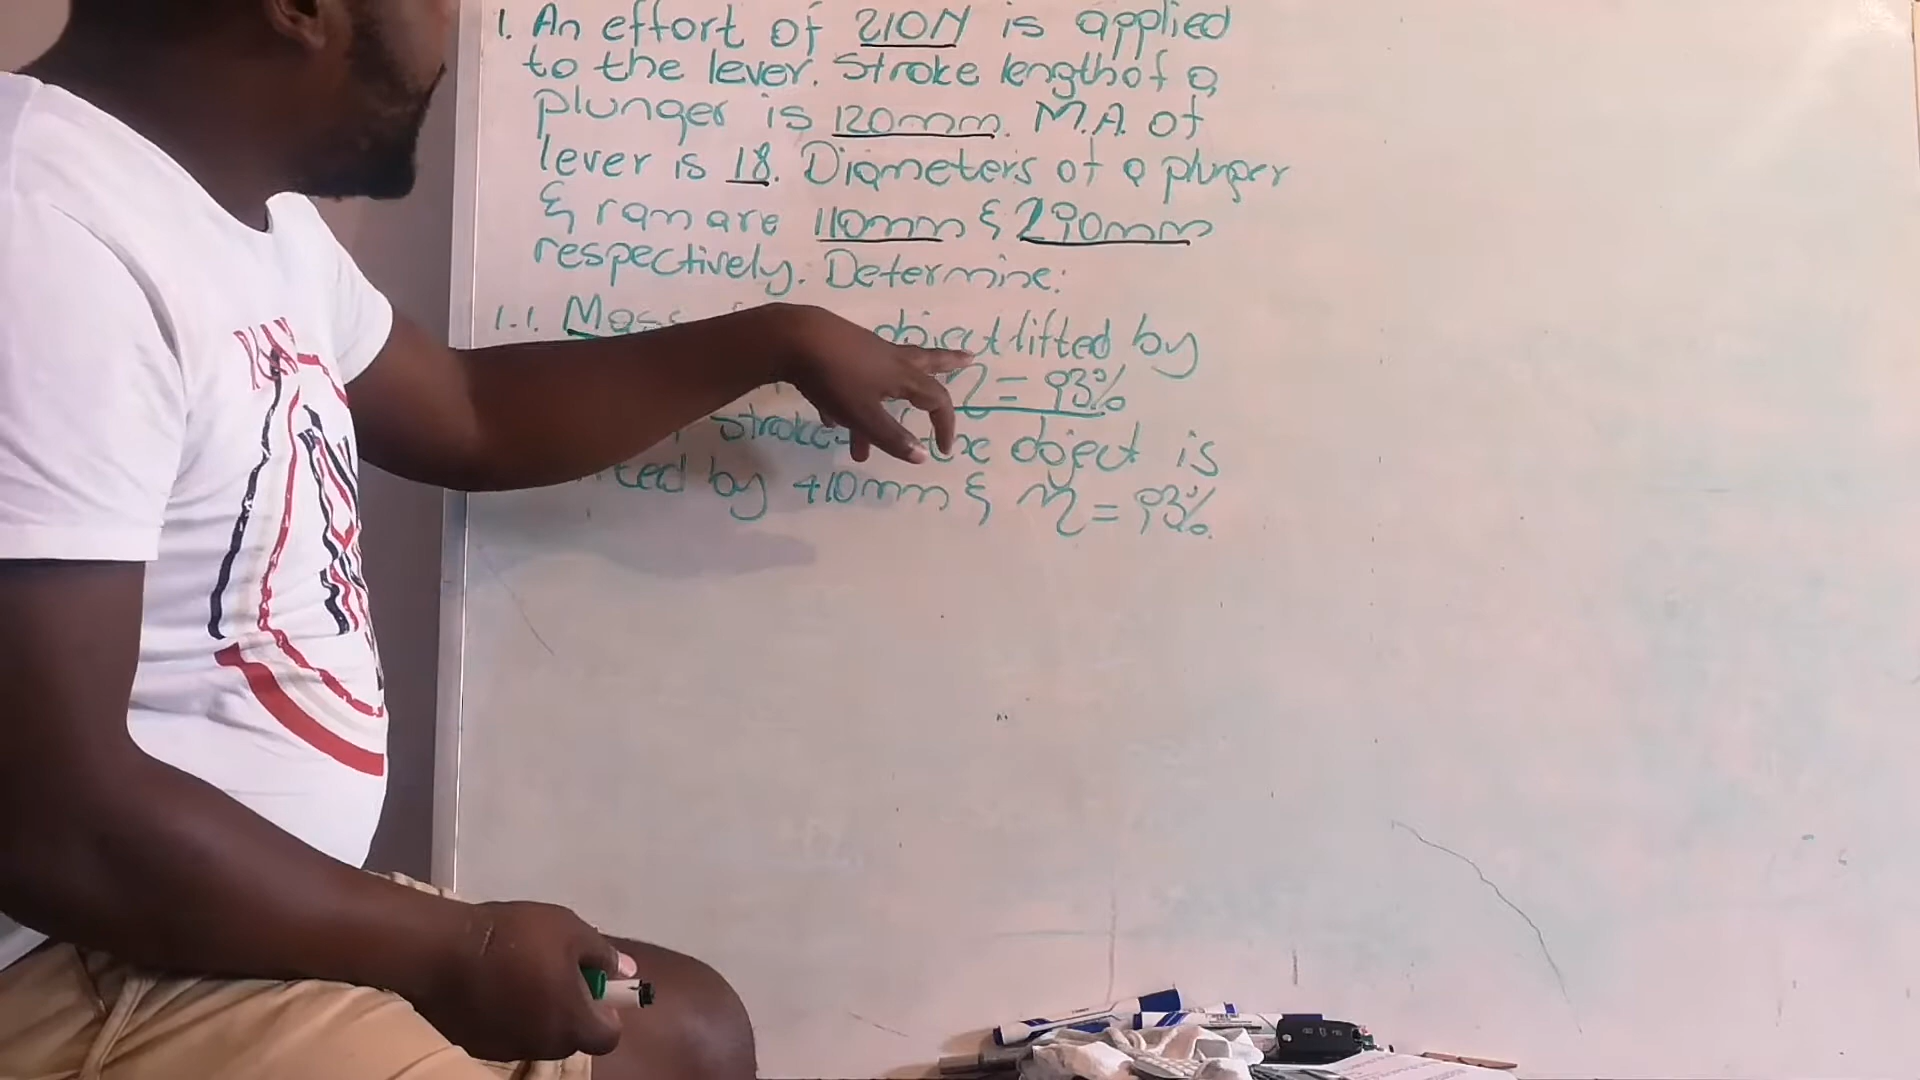 1. An effort of 210N is applied
to the lever. Stroke length of a
plunger is 120mm. M.A. of
lever is 18. Diameters of a plunger
& ram are 110mm & 290mm
respectively. Determine:
1.1. Mass object lifted by
η = 93%
strokes the object is
by 410mm & η = 93%.